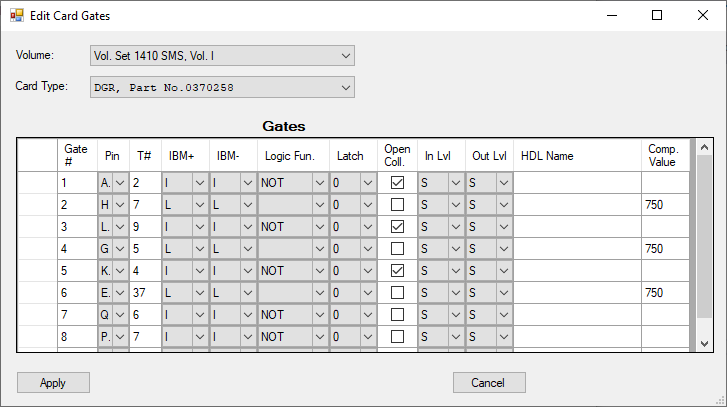 Edit Card Gates
Volume: Vol. Set 1410 SMS, Vol. I
Card Type: DGR, Part No.0370258
Gates
Gate # Pin T# IBM+ IBM- Logic Fun. Latch Open Coll. In Lvl Out Lvl HDL Name Comp. Value
1 A. 2 I I NOT 0 S S
2 H 7 L L 0 S S 750
3 L. 9 I I NOT 0 S S
4 G 5 L L 0 S S 750
5 K. 4 I I NOT 0 S S
6 E. 37 L L 0 S S 750
7 Q 6 I I NOT 0 S S
8 P. 7 I I NOT 0 S S
Apply Cancel